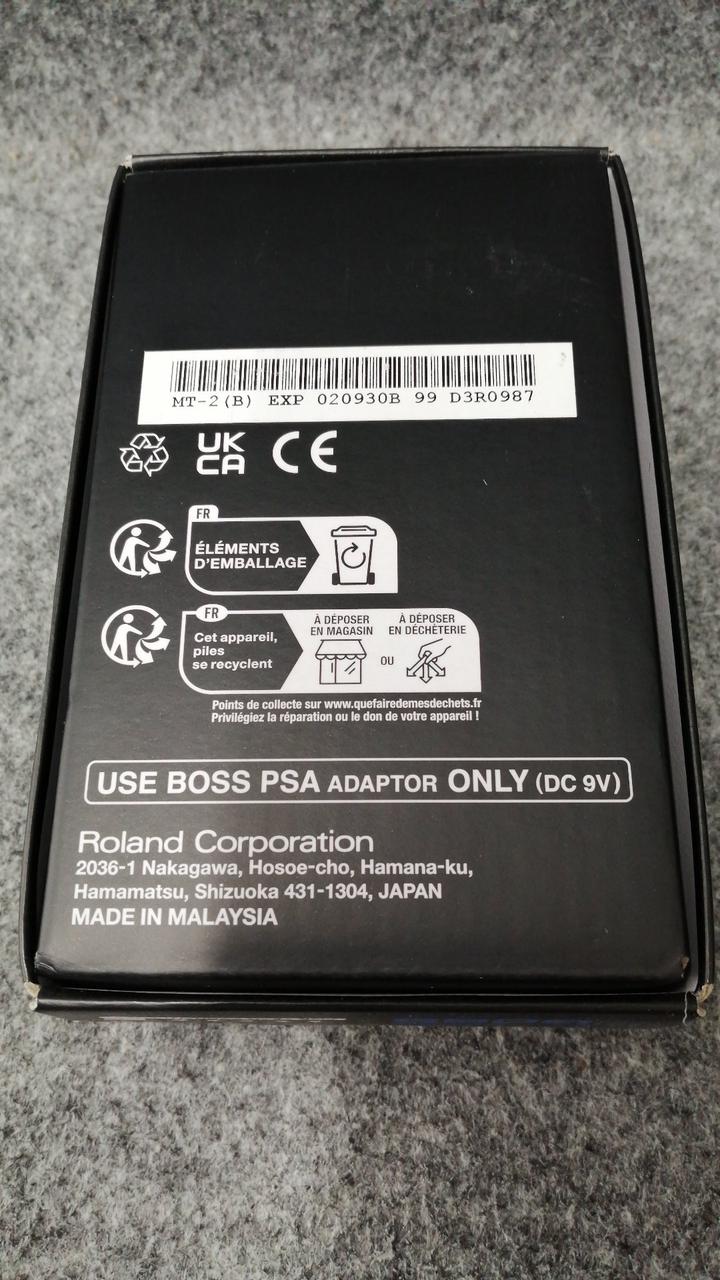 MT-2(B) EXP 020930B 99 D3R0987
UK
CA
CE
FR
ÉLÉMENTS
D'EMBALLAGE
FR
Cet appareil,
piles
se recyclent
À DÉPOSER
EN MAGASIN
OU
À DÉPOSER
EN DÉCHÈTERIE
Points de collecte sur www.quefairedemesdechets.fr
Privilégiez la réparation ou le don de votre appareil !
USE BOSS PSA ADAPTOR ONLY (DC 9V)
Roland Corporation
2036-1 Nakagawa, Hosoe-cho, Hamana-ku,
Hamamatsu, Shizuoka 431-1304, JAPAN
MADE IN MALAYSIA